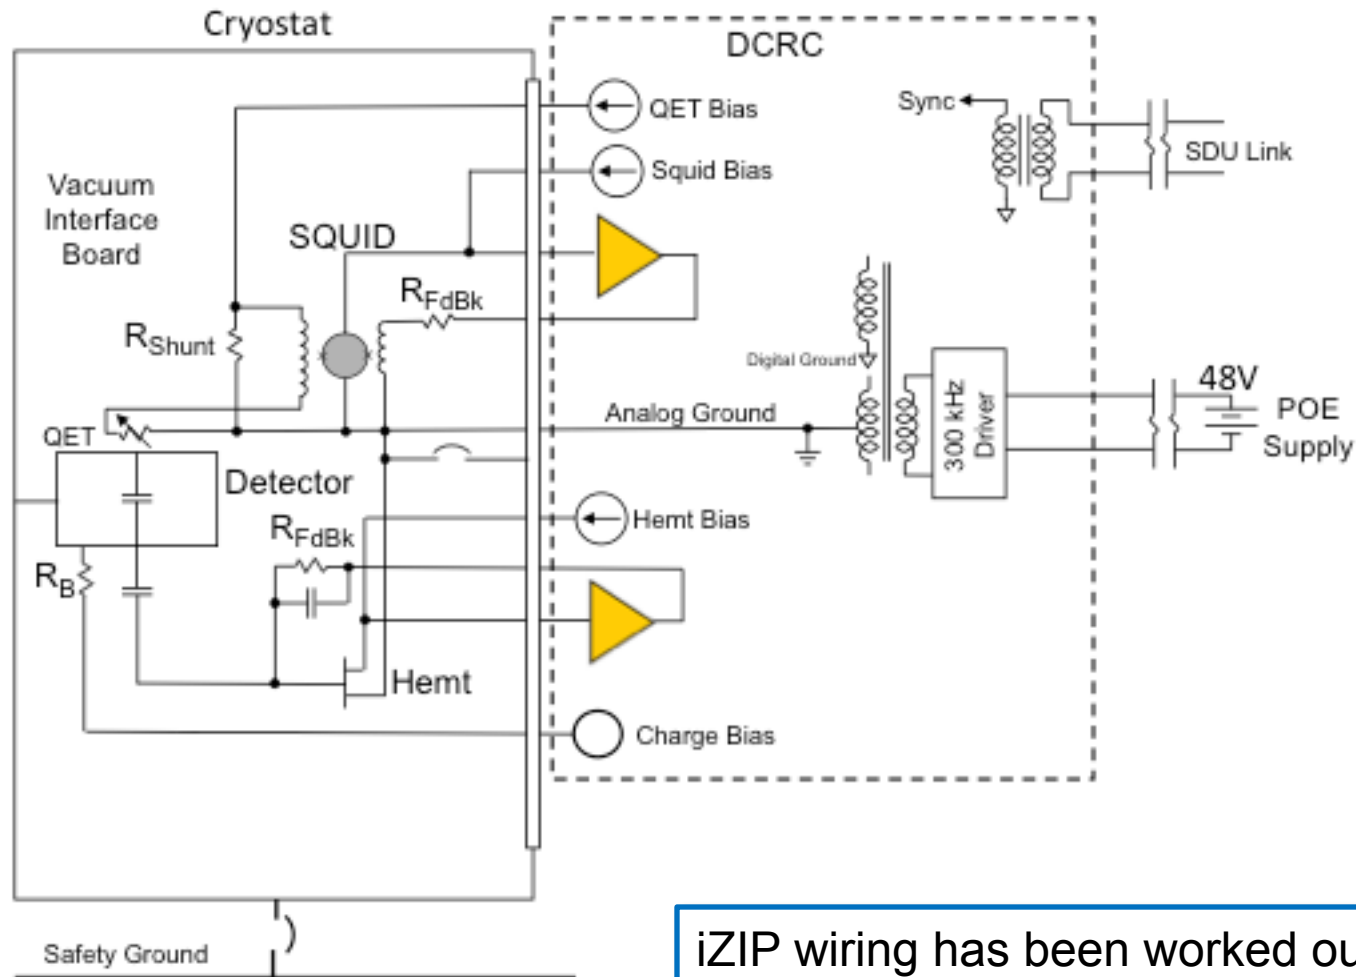 Cryostat
DCRC
QET Bias
Sync
SDU Link
Squid Bias
Vacuum
Interface
Board
SQUID
RFdBk
RShunt
Digital Ground
300 kHz
Driver
48V
POE
Supply
Analog Ground
QET
Detector
Hemt Bias
RFdBk
RB
Hemt
Charge Bias
Safety Ground
iZIP wiring has been worked ou